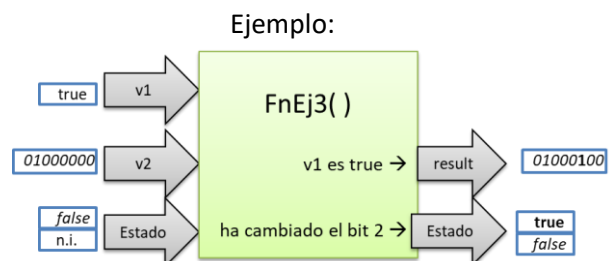 Ejemplo:
FnEj3( )
true v1
01000000 v2 v1 es true → result 01000100
false n.i. Estado ha cambiado el bit 2 → Estado true false